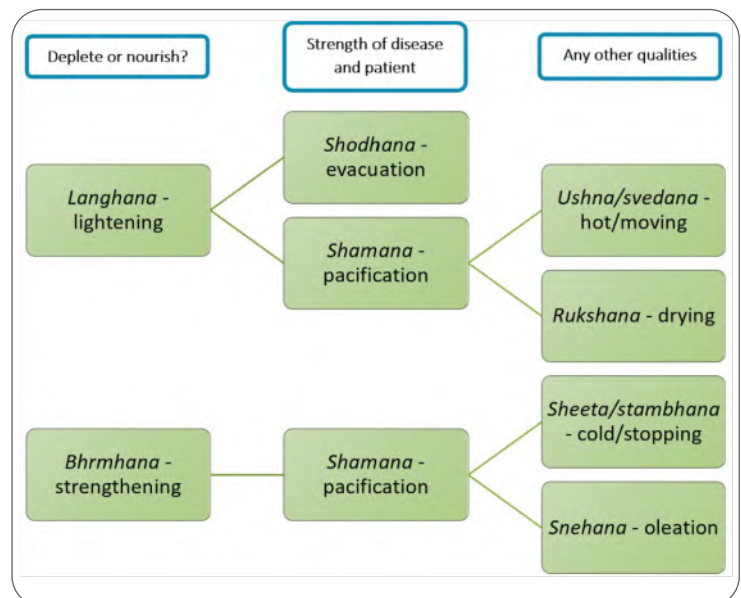 Deplete or nourish?
Strength of disease
and patient
Any other qualities
Langhana -
lightening
Shodhana -
evacuation
Shamana -
pacification
Ushna/svedana -
hot/moving
Rukshana - drying
Bhrmhana -
strengthening
Shamana -
pacification
Sheeta/stambhana
- cold/stopping
Snehana - oleation